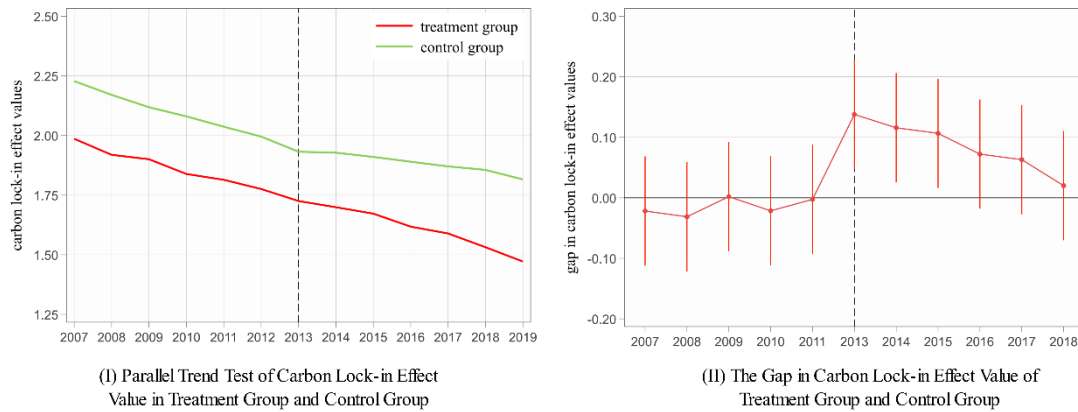 2.50
2.25
2.00
1.75
1.50
1.25
carbon lock-in effect values
treatment group
control group
2007 2008 2009 2010 2011 2012 2013 2014 2015 2016 2017 2018 2019
(I) Parallel Trend Test of Carbon Lock-in Effect
Value in Treatment Group and Control Group
0.30
0.20
0.10
0.00
-0.10
-0.20
gap in carbon lock-in effect values
2007 2008 2009 2010 2011 2013 2014 2015 2016 2017 2018
(II) The Gap in Carbon Lock-in Effect Value of
Treatment Group and Control Group